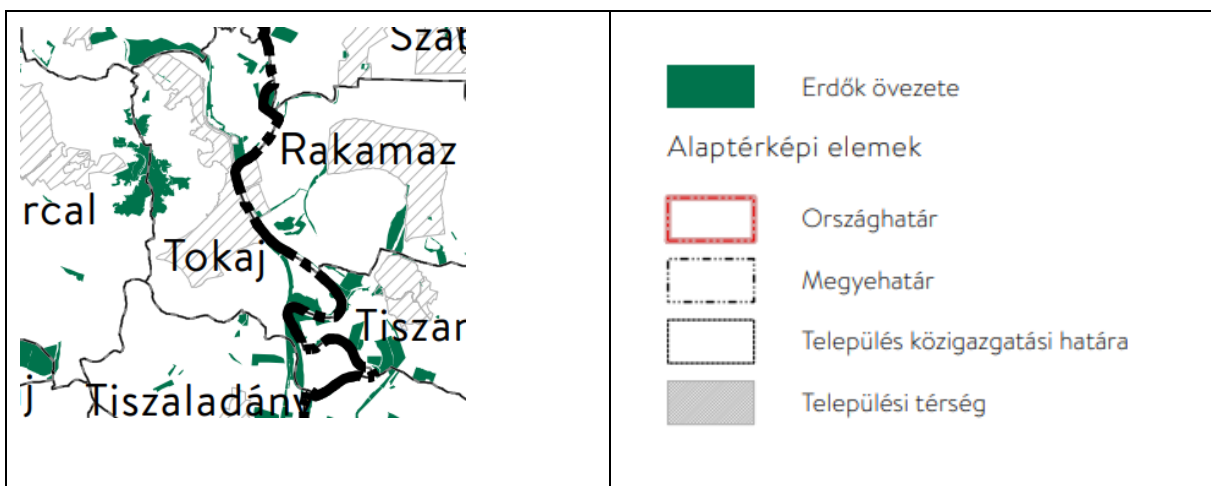 Szat
Rakamaz
rcal
Tokaj
Tiszar
j
Tiszaladány
Erdők övezete
Alaptérképi elemek
Országhatár
Megyehatár
Település közigazgatási határa
Települési térség